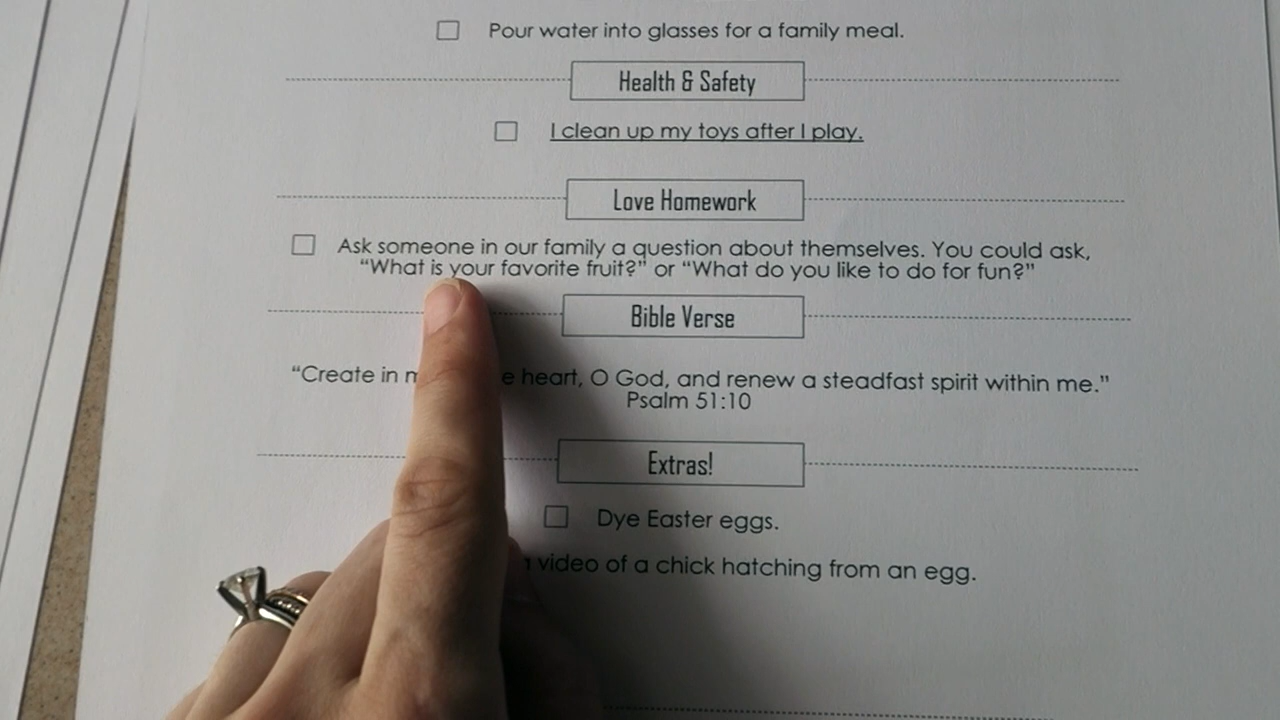 Pour water into glasses for a family meal.
Health & Safety
I clean up my toys after I play.
Love Homework
Ask someone in our family a question about themselves. You could ask,
“What is your favorite fruit?” or “What do you like to do for fun?”
Bible Verse
“Create in heart, O God, and renew a steadfast spirit within me.”
Psalm 51:10
Extras!
Dye Easter eggs.
video of a chick hatching from an egg.